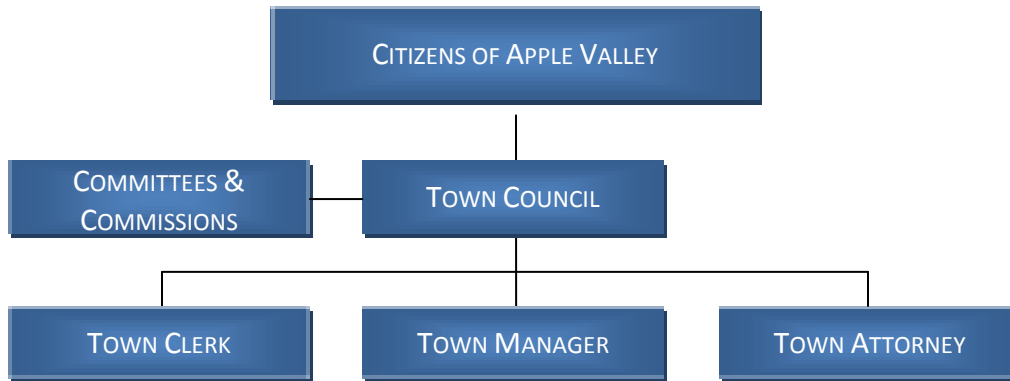 CITIZENS OF APPLE VALLEY
COMMITTEES &
COMMISSIONS
TOWN COUNCIL
TOWN CLERK
TOWN MANAGER
TOWN ATTORNEY